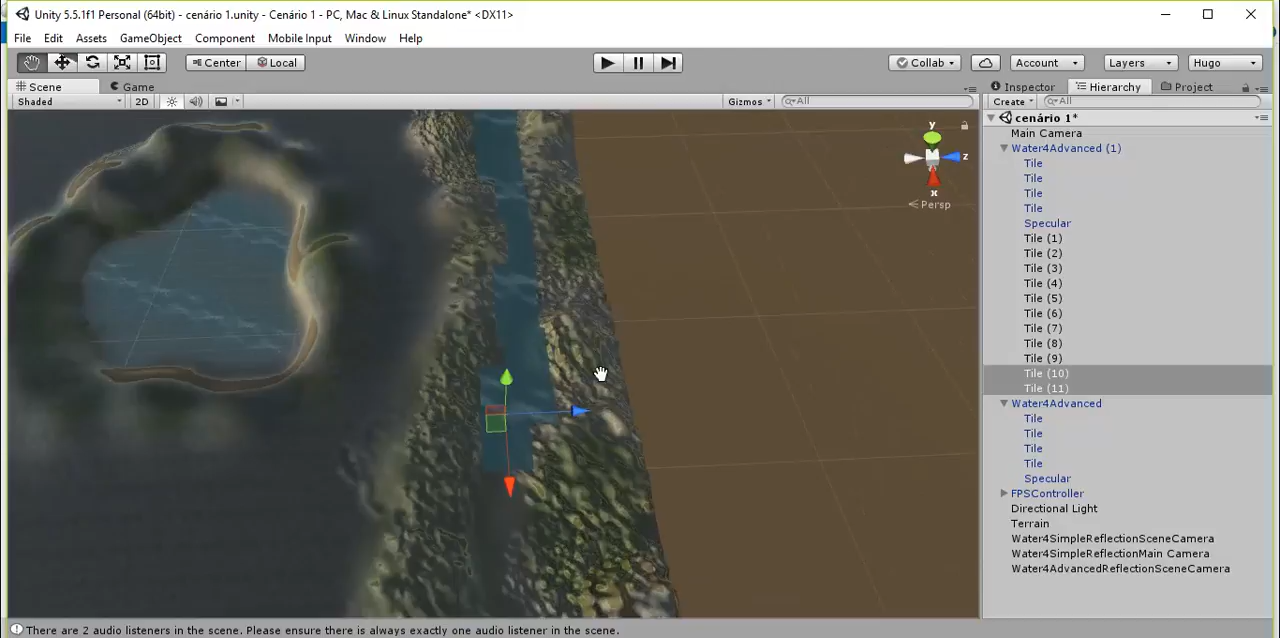 Unity 5.5.1f1 Personal (64bit) - cenário 1.unity - Cenário 1 - PC, Mac & Linux Standalone* <DX11>
File Edit Assets GameObject Component Mobile Input Window Help
Center Local Collab Account Layers Hugo
Scene Game Inspector Hierarchy Project
Shaded 2D Gizmos All Create All
cenário 1*
Main Camera
Water4Advanced (1)
Tile
Tile
Tile
Tile
Specular
Tile (1)
Tile (2)
Tile (3)
Tile (4)
Tile (5)
Tile (6)
Tile (7)
Tile (8)
Tile (9)
Tile (10)
Tile (11)
Water4Advanced
Tile
Tile
Tile
Tile
Specular
FPSController
Directional Light
Terrain
Water4SimpleReflectionSceneCamera
Water4SimpleReflectionMain Camera
Water4AdvancedReflectionSceneCamera
y
z
x
Persp
There are 2 audio listeners in the scene. Please ensure there is always exactly one audio listener in the scene.